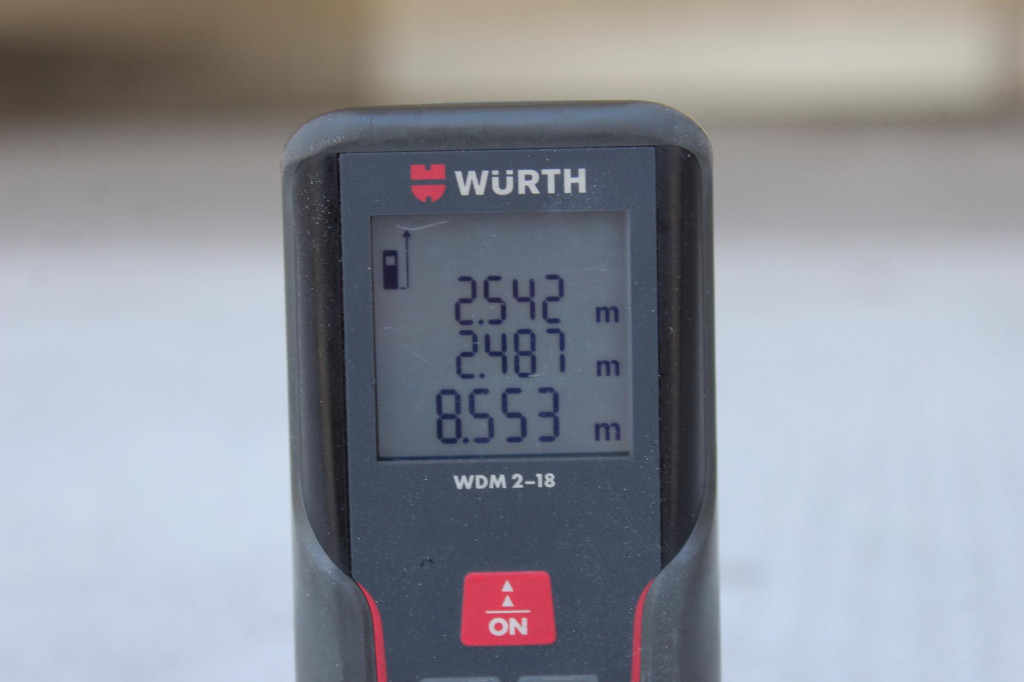 WÜRTH
2.542 m
2.487 m
8.553 m
WDM 2-18
ON